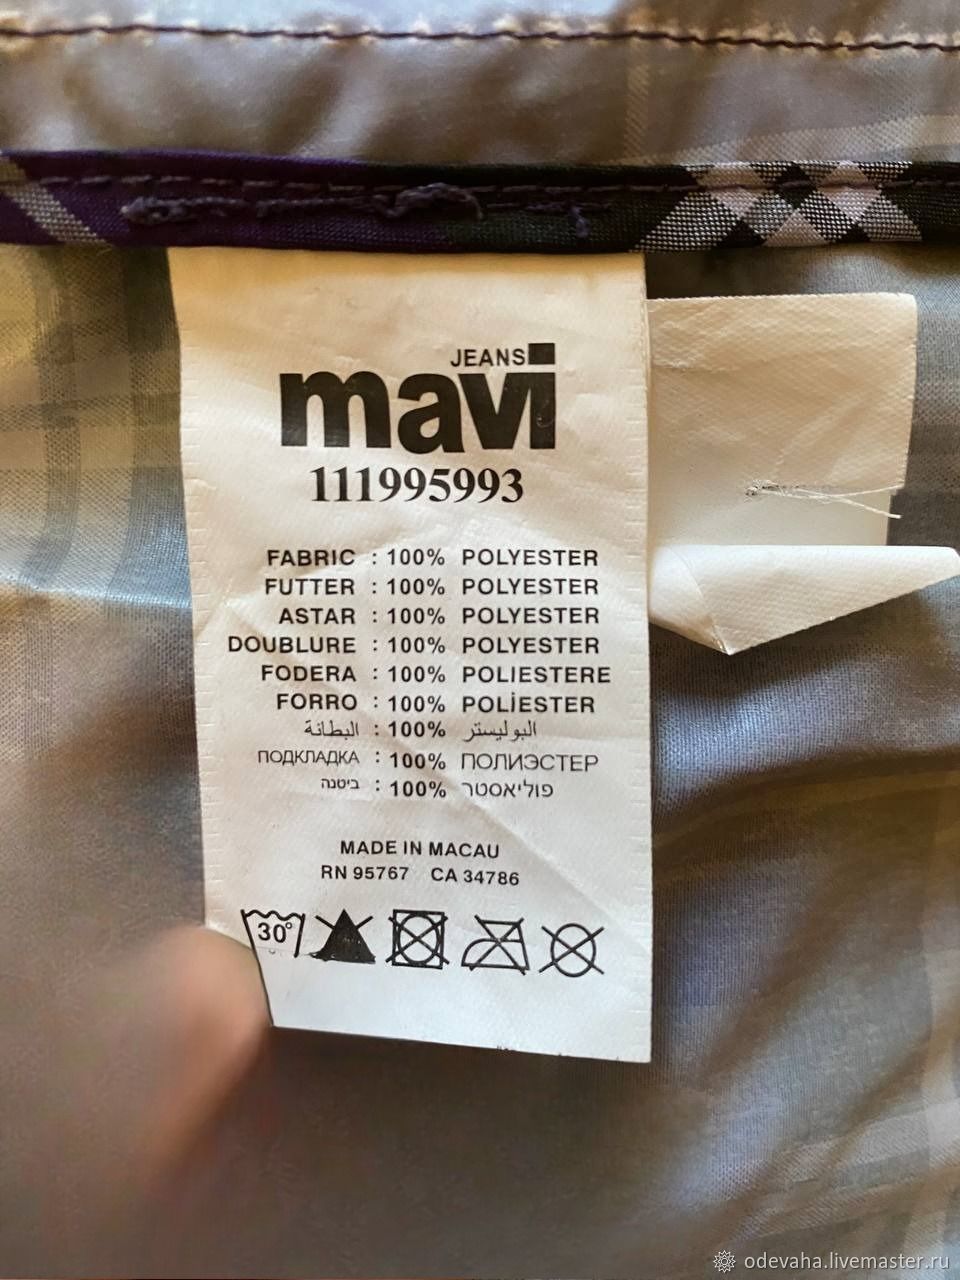 JEANS
mavi
111995993
FABRIC : 100% POLYESTER
FUTTER : 100% POLYESTER
ASTAR : 100% POLYESTER
DOUBLURE : 100% POLYESTER
FODERA : 100% POLIESTERE
FORRO : 100% POLİESTER
البطانة : 100% البوليستر
ПОДКЛАДКА : 100% ПОЛИЭСТЕР
ביטנה : 100% פוליאסטר
MADE IN MACAU
RN 95767 CA 34786
30°
odevaha.livemaster.ru